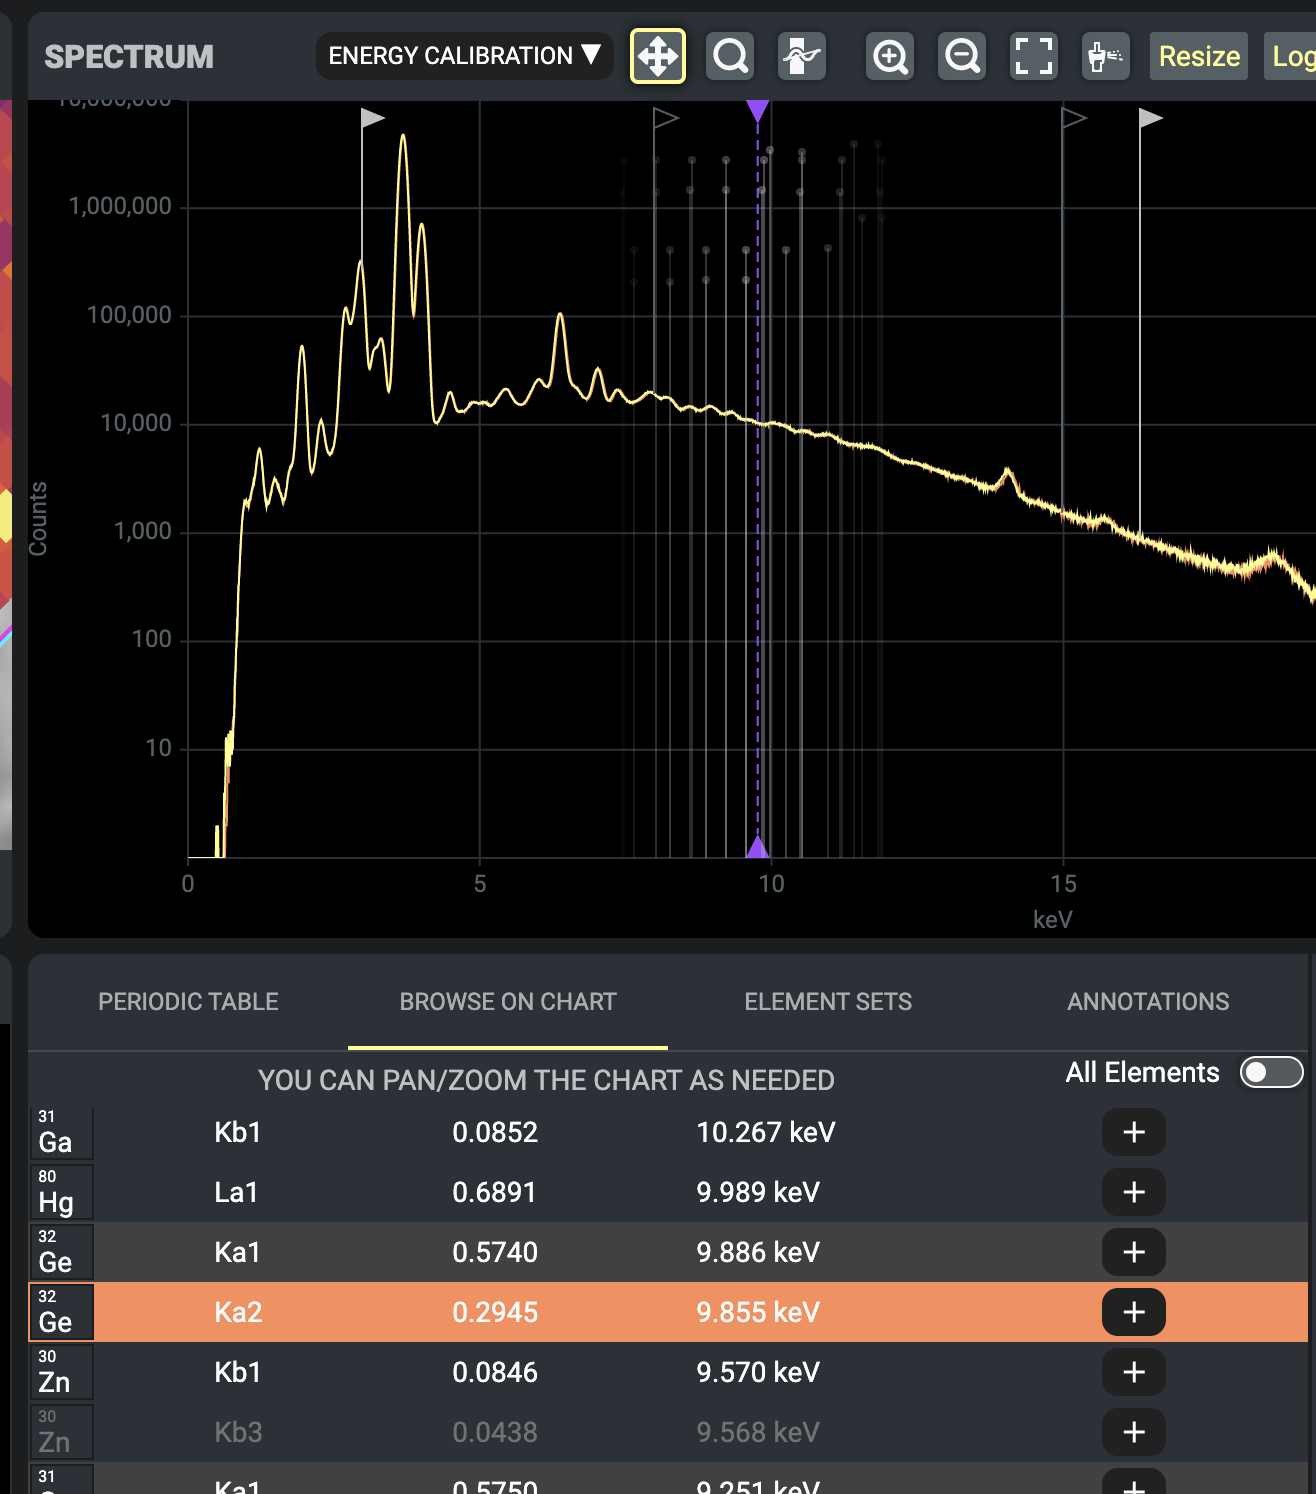 SPECTRUM
ENERGY CALIBRATION ▼
Resize
Log
10,000,000
1,000,000
100,000
10,000
1,000
100
10
Counts
0 5 10 15
keV
PERIODIC TABLE BROWSE ON CHART ELEMENT SETS ANNOTATIONS
YOU CAN PAN/ZOOM THE CHART AS NEEDED
All Elements
31 Ga Kb1 0.0852 10.267 keV +
80 Hg La1 0.6891 9.989 keV +
32 Ge Ka1 0.5740 9.886 keV +
32 Ge Ka2 0.2945 9.855 keV +
30 Zn Kb1 0.0846 9.570 keV +
30 Zn Kb3 0.0438 9.568 keV +
31 Ka1 0.5750 9.251 keV +